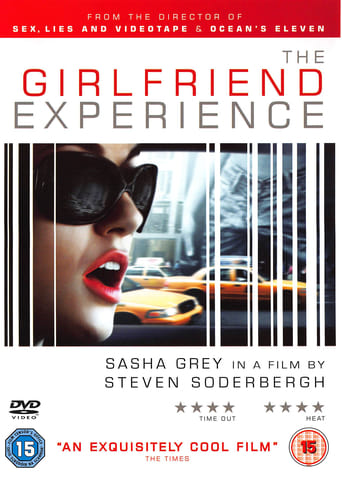 FROM THE DIRECTOR OF
SEX, LIES AND VIDEOTAPE & OCEAN'S ELEVEN
THE
GIRLFRIEND
EXPERIENCE
SASHA GREY IN A FILM BY
STEVEN SODERBERGH
DVD
VIDEO
★★★★ ★★★★
TIME OUT HEAT
15 "AN EXQUISITELY COOL FILM" 15
THE TIMES